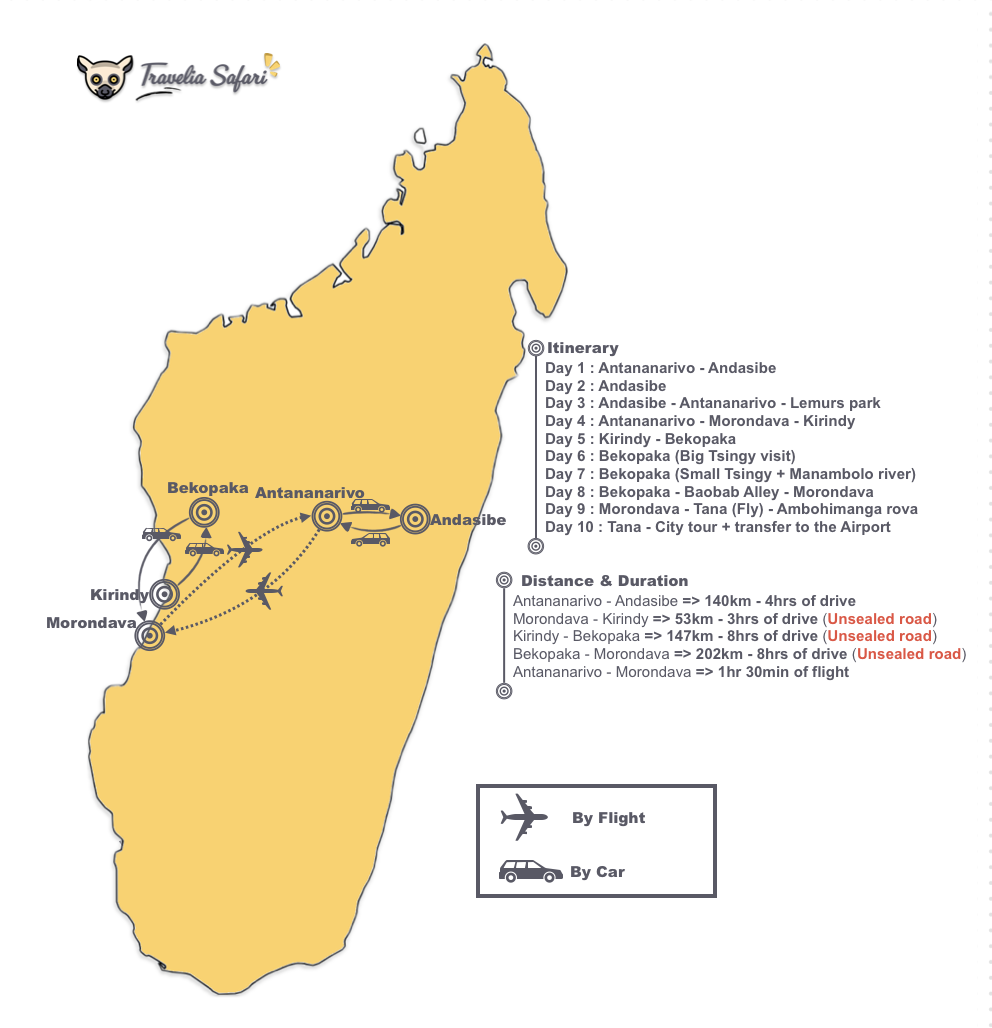 Travelia Safari
Itinerary
Day 1 : Antananarivo - Andasibe
Day 2 : Andasibe
Day 3 : Andasibe - Antananarivo - Lemurs park
Day 4 : Antananarivo - Morondava - Kirindy
Day 5 : Kirindy - Bekopaka
Day 6 : Bekopaka (Big Tsingy visit)
Day 7 : Bekopaka (Small Tsingy + Manambolo river)
Day 8 : Bekopaka - Baobab Alley - Morondava
Day 9 : Morondava - Tana (Fly) - Ambohimanga rova
Day 10 : Tana - City tour + transfer to the Airport
Bekopaka
Antananarivo
Andasibe
Kirindy
Morondava
Distance & Duration
Antananarivo - Andasibe => 140km - 4hrs of drive
Morondava - Kirindy => 53km - 3hrs of drive (Unsealed road)
Kirindy - Bekopaka => 147km - 8hrs of drive (Unsealed road)
Bekopaka - Morondava => 202km - 8hrs of drive (Unsealed road)
Antananarivo - Morondava => 1hr 30min of flight
By Flight
By Car